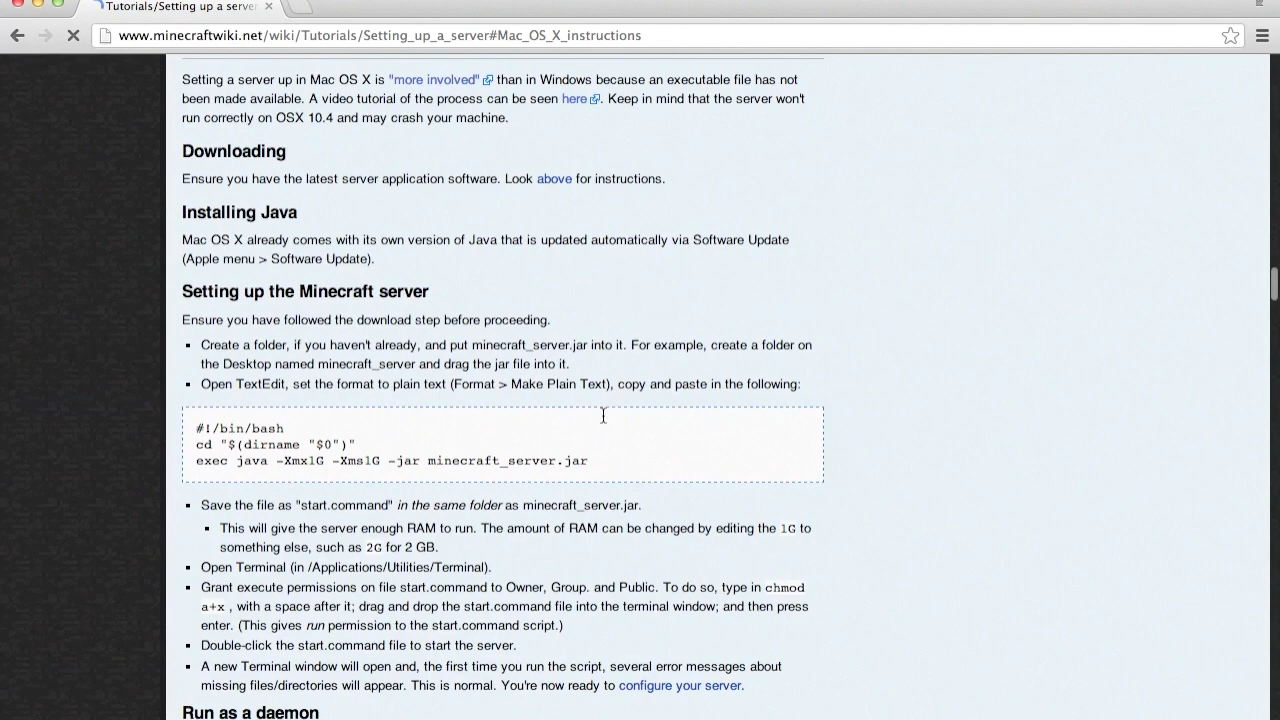 Tutorials/Setting up a server
www.minecraftwiki.net/wiki/Tutorials/Setting_up_a_server#Mac_OS_X_instructions
Setting a server up in Mac OS X is "more involved" than in Windows because an executable file has not
been made available. A video tutorial of the process can be seen here. Keep in mind that the server won't
run correctly on OSX 10.4 and may crash your machine.
Downloading
Ensure you have the latest server application software. Look above for instructions.
Installing Java
Mac OS X already comes with its own version of Java that is updated automatically via Software Update
(Apple menu > Software Update).
Setting up the Minecraft server
Ensure you have followed the download step before proceeding.
Create a folder, if you haven't already, and put minecraft_server.jar into it. For example, create a folder on
the Desktop named minecraft_server and drag the jar file into it.
Open TextEdit, set the format to plain text (Format > Make Plain Text), copy and paste in the following:
#!/bin/bash
cd "$(dirname "$0")"
exec java -Xmx1G -Xms1G -jar minecraft_server.jar
Save the file as "start.command" in the same folder as minecraft_server.jar.
This will give the server enough RAM to run. The amount of RAM can be changed by editing the 1G to
something else, such as 2G for 2 GB.
Open Terminal (in /Applications/Utilities/Terminal).
Grant execute permissions on file start.command to Owner, Group. and Public. To do so, type in chmod
a+x , with a space after it; drag and drop the start.command file into the terminal window; and then press
enter. (This gives run permission to the start.command script.)
Double-click the start.command file to start the server.
A new Terminal window will open and, the first time you run the script, several error messages about
missing files/directories will appear. This is normal. You're now ready to configure your server.
Run as a daemon